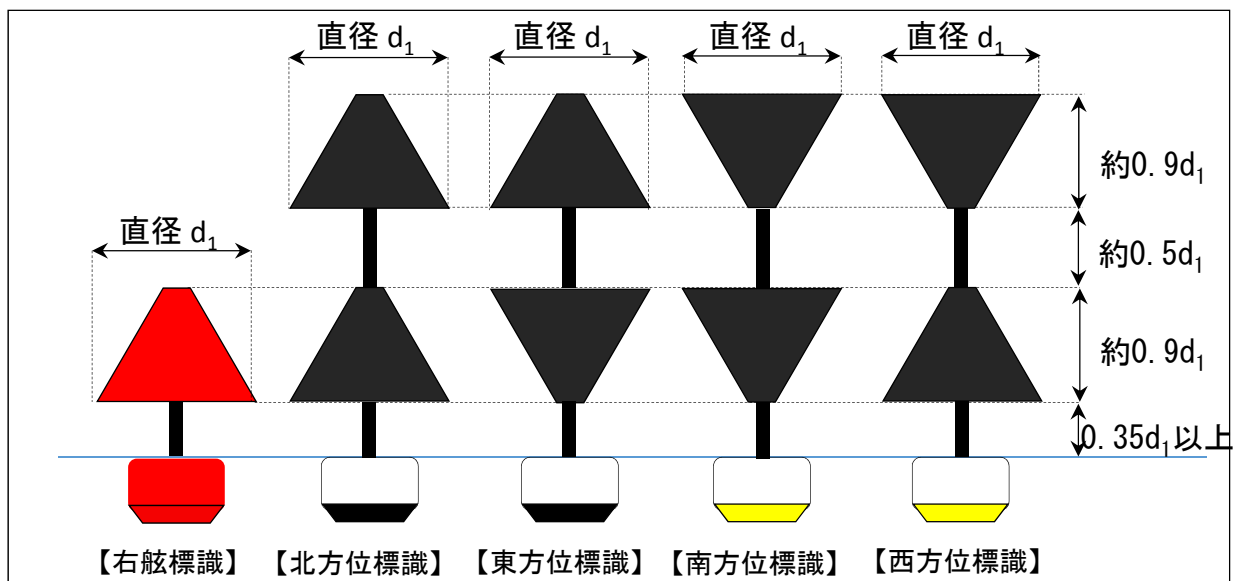 直径 d₁
直径 d₁
直径 d₁
直径 d₁
約0.9d₁
直径 d₁
約0.5d₁
約0.9d₁
0.35d₁以上
【右舷標識】
【北方位標識】
【東方位標識】
【南方位標識】
【西方位標識】